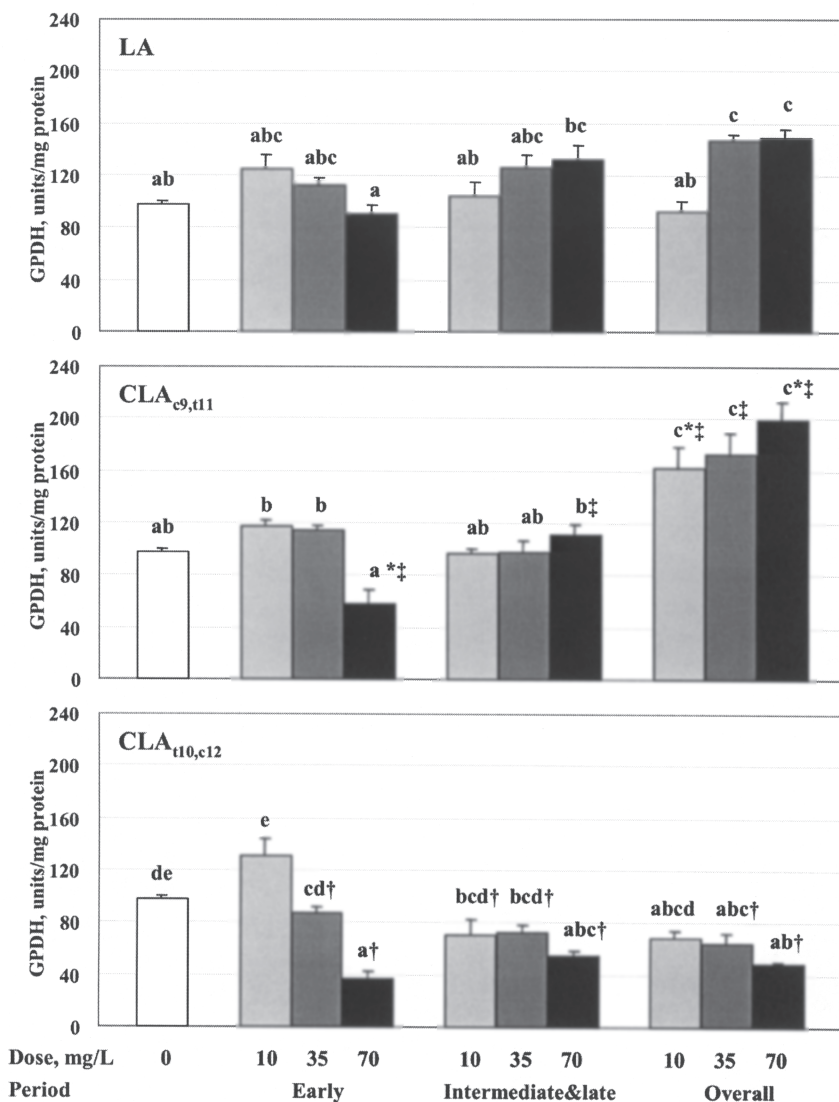 240
LA
200
160
120
80
40
0
GPDH, units/mg protein
ab
abc
abc
a
ab
abc
bc
ab
c
c
240
CLAc9,t11
200
160
120
80
40
0
GPDH, units/mg protein
ab
b
b
a *‡
ab
ab
b‡
c*‡
c‡
c*‡
240
CLAt10,c12
200
160
120
80
40
0
GPDH, units/mg protein
de
e
cd†
a†
bcd†
bcd†
abc†
abcd
abc†
ab†
Dose, mg/L 0 10 35 70 10 35 70 10 35 70
Period Early Intermediate&late Overall